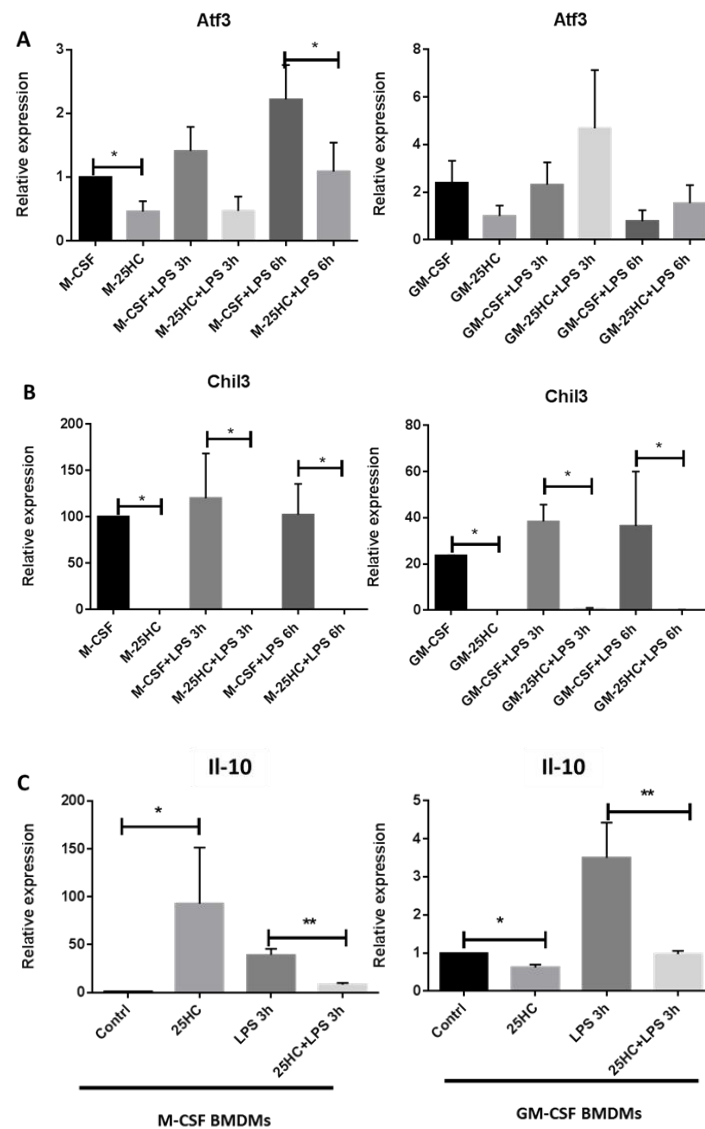 A
Atf3
Relative expression
3
2
1
0
*
*
M-CSF
M-25HC
M-CSF+LPS 3h
M-25HC+LPS 3h
M-CSF+LPS 6h
M-25HC+LPS 6h
Atf3
Relative expression
8
6
4
2
0
GM-CSF
GM-25HC
GM-CSF+LPS 3h
GM-25HC+LPS 3h
GM-CSF+LPS 6h
GM-25HC+LPS 6h
B
Chil3
Relative expression
200
150
100
50
0
*
*
*
M-CSF
M-25HC
M-CSF+LPS 3h
M-25HC+LPS 3h
M-CSF+LPS 6h
M-25HC+LPS 6h
Chil3
Relative expression
80
60
40
20
0
*
*
*
GM-CSF
GM-25HC
GM-CSF+LPS 3h
GM-25HC+LPS 3h
GM-CSF+LPS 6h
GM-25HC+LPS 6h
C
Il-10
Relative expression
200
150
100
50
0
*
**
Contrl
25HC
LPS 3h
25HC+LPS 3h
M-CSF BMDMs
Il-10
Relative expression
5
4
3
2
1
0
*
**
Contrl
25HC
LPS 3h
25HC+LPS 3h
GM-CSF BMDMs